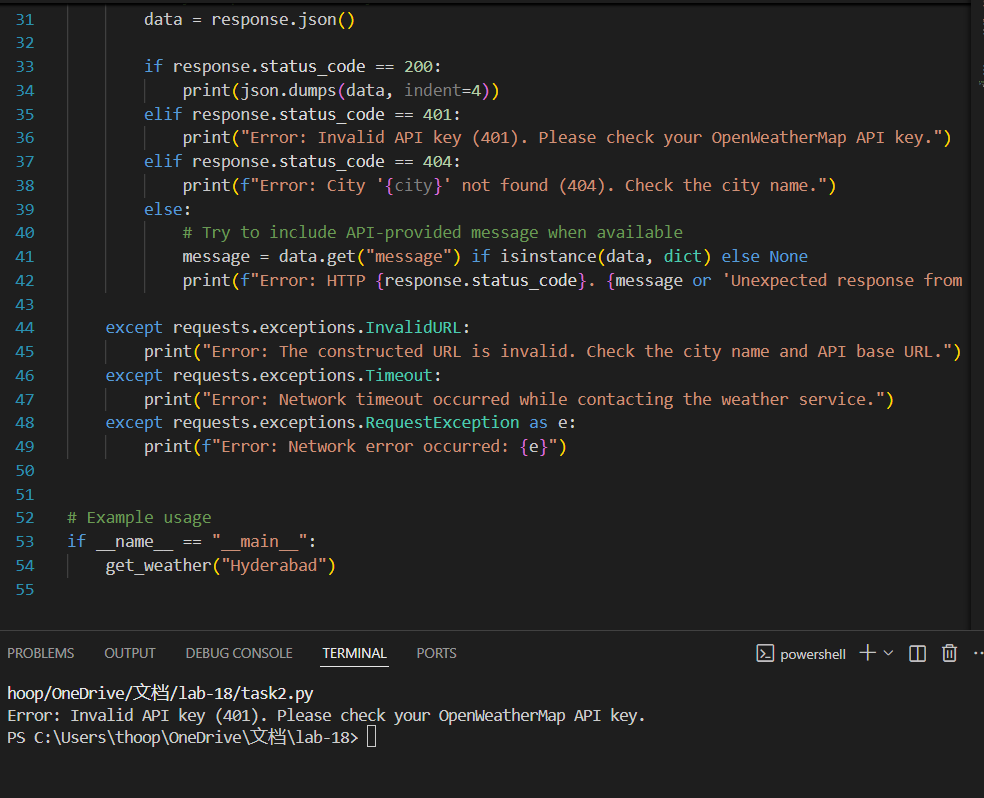 31 data = response.json()
32
33 if response.status_code == 200:
34 print(json.dumps(data, indent=4))
35 elif response.status_code == 401:
36 print("Error: Invalid API key (401). Please check your OpenWeatherMap API key.")
37 elif response.status_code == 404:
38 print(f"Error: City '{city}' not found (404). Check the city name.")
39 else:
40 # Try to include API-provided message when available
41 message = data.get("message") if isinstance(data, dict) else None
42 print(f"Error: HTTP {response.status_code}. {message or 'Unexpected response from
43
44 except requests.exceptions.InvalidURL:
45 print("Error: The constructed URL is invalid. Check the city name and API base URL.")
46 except requests.exceptions.Timeout:
47 print("Error: Network timeout occurred while contacting the weather service.")
48 except requests.exceptions.RequestException as e:
49 print(f"Error: Network error occurred: {e}")
50
51
52 # Example usage
53 if __name__ == "__main__":
54 get_weather("Hyderabad")
55
PROBLEMS OUTPUT DEBUG CONSOLE TERMINAL PORTS powershell
hoop/OneDrive/文档/lab-18/task2.py
Error: Invalid API key (401). Please check your OpenWeatherMap API key.
PS C:\Users\thoop\OneDrive\文档\lab-18>